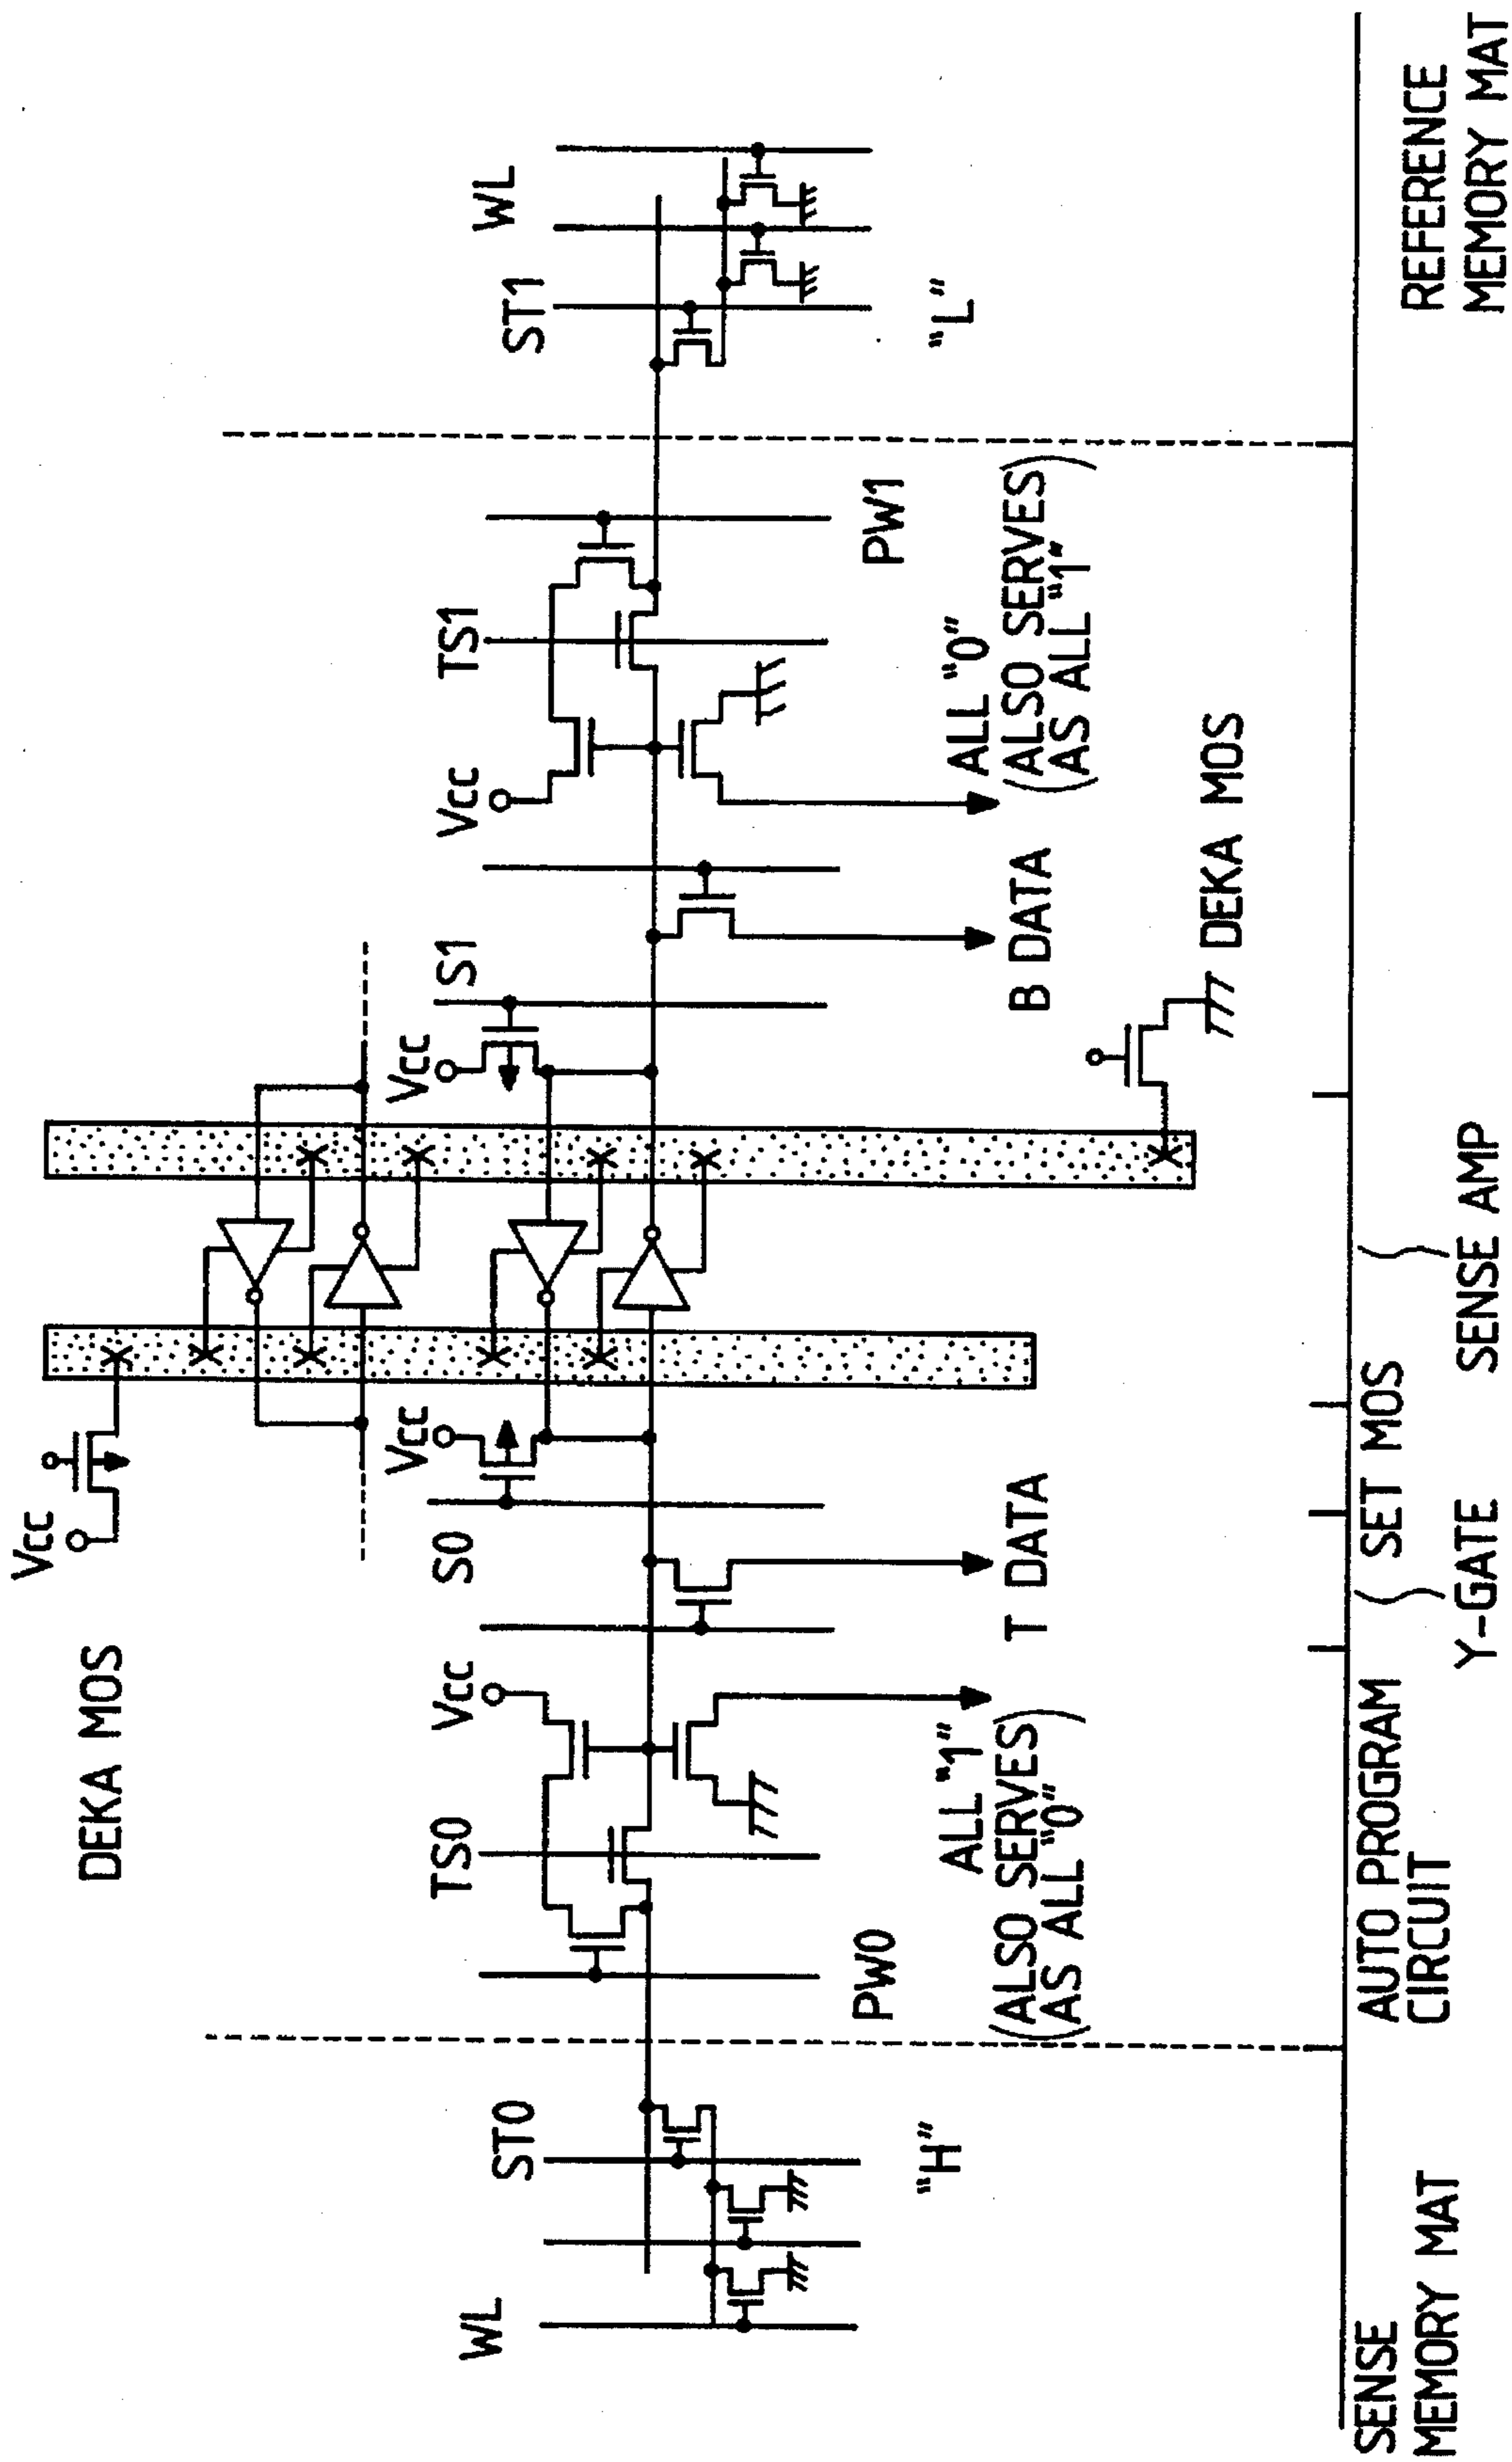 DEKA MOS
Vcc
WL
ST0
TS0
Vcc
S0
Vcc
Vcc
S1
Vcc
TS1
ST1
WL
PW0
PW1
"H"
ALL "1"
(ALSO SERVES)
(AS ALL "0")
T DATA
B DATA
ALL "0"
(ALSO SERVES)
(AS ALL "1")
"L"
DEKA MOS
SENSE
MEMORY MAT
AUTO PROGRAM
CIRCUIT
Y-GATE
SET MOS
SENSE AMP
REFERENCE
MEMORY MAT